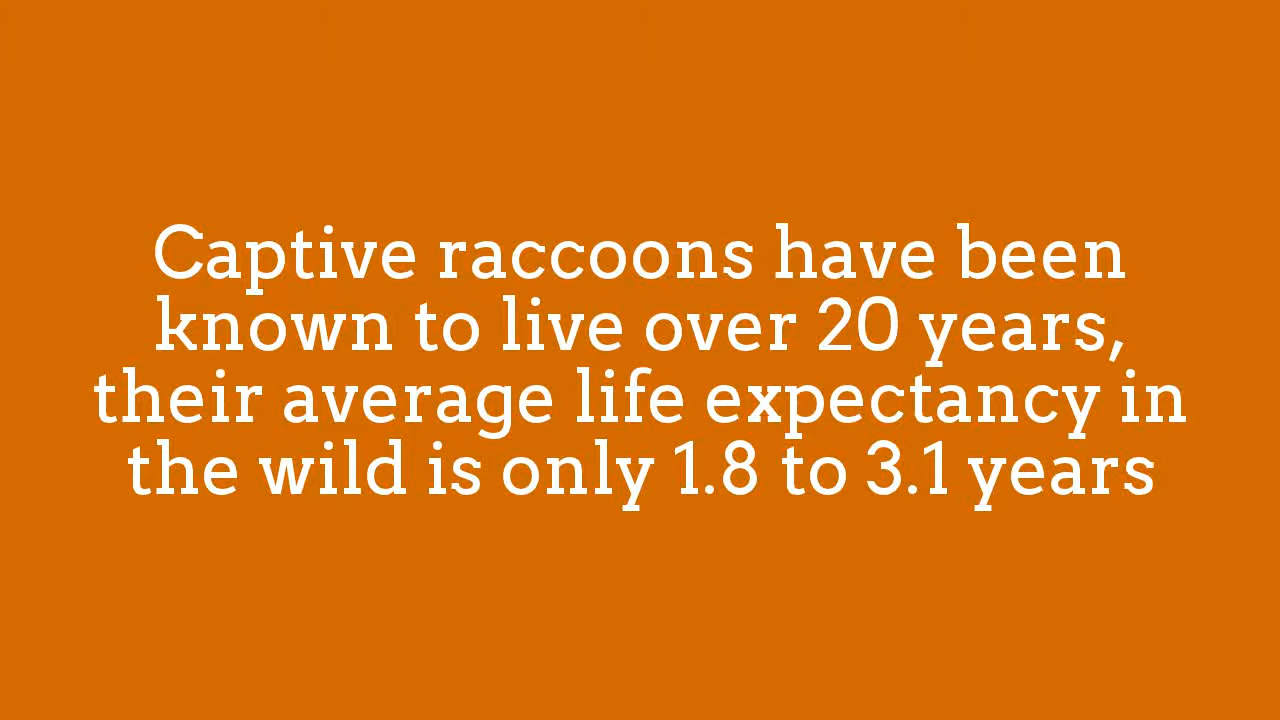 Captive raccoons have been
known to live over 20 years,
their average life expectancy in
the wild is only 1.8 to 3.1 years